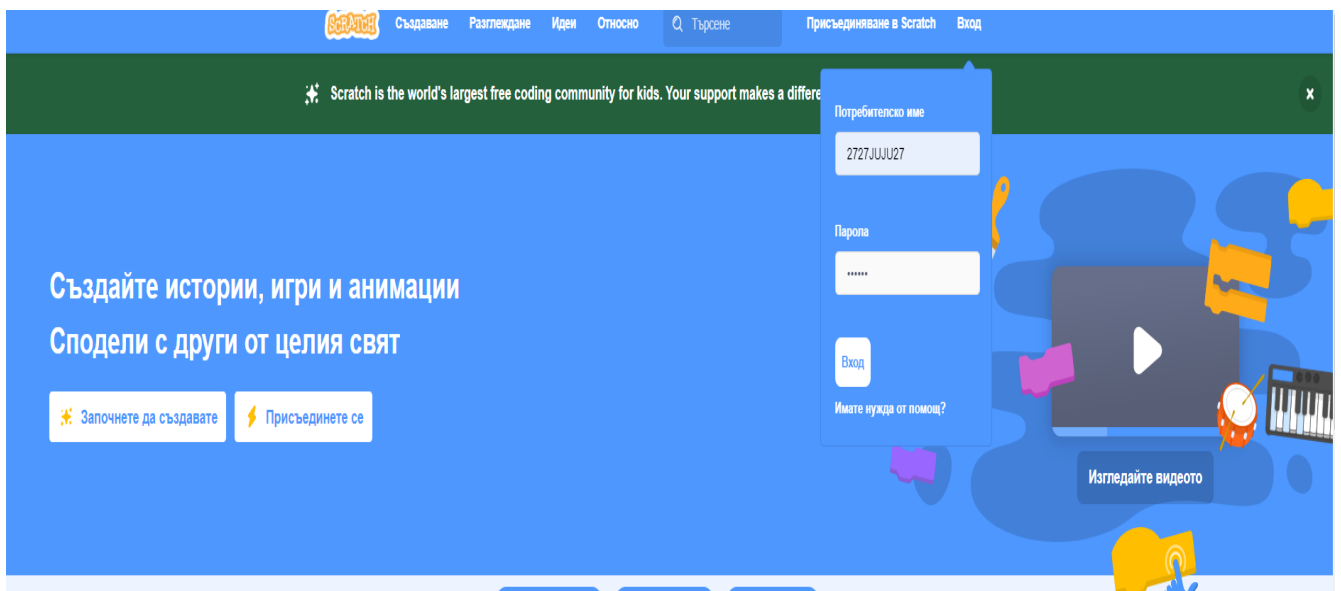 SCRATCH Създаване Разглеждане Идеи Относно Търсене Присъединяване в Scratch Вход
Scratch is the world's largest free coding community for kids. Your support makes a differe
x
Потребителско име
2727JUJU27
Парола
••••••
Вход
Имате нужда от помощ?
Създайте истории, игри и анимации
Сподели с други от целия свят
Започнете да създавате
Присъединете се
Изгледайте видеото